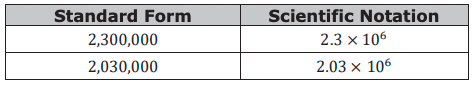 Standard Form Scientific Notation
2,300,000 2.3 × 10⁶
2,030,000 2.03 × 10⁶